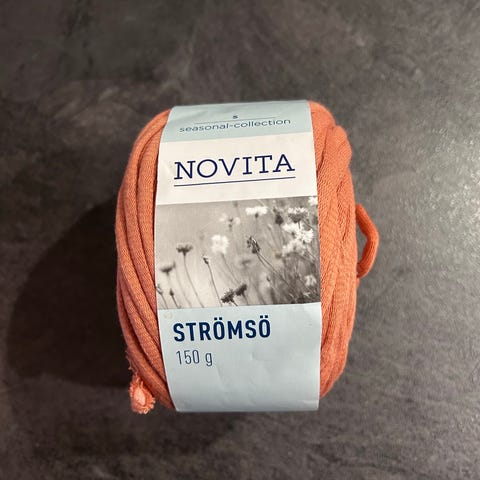 s
seasonal-collection
NOVITA
STRÖMSÖ
150 g